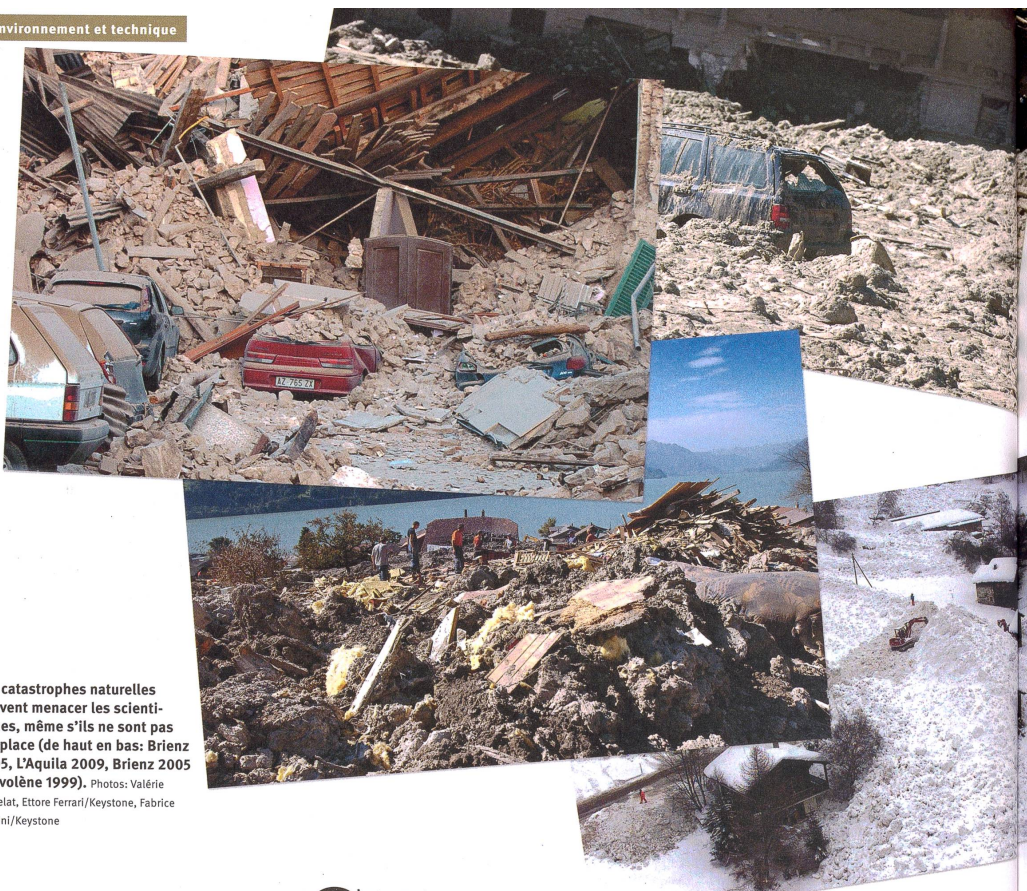 nvironnement et technique
AZ 765 ZX
catastrophes naturelles
vent menacer les scienti-
es, même s'ils ne sont pas
place (de haut en bas: Brienz
5, L'Aquila 2009, Brienz 2005
volène 1999). Photos: Valérie
elat, Ettore Ferrari/Keystone, Fabrice
ni/Keystone